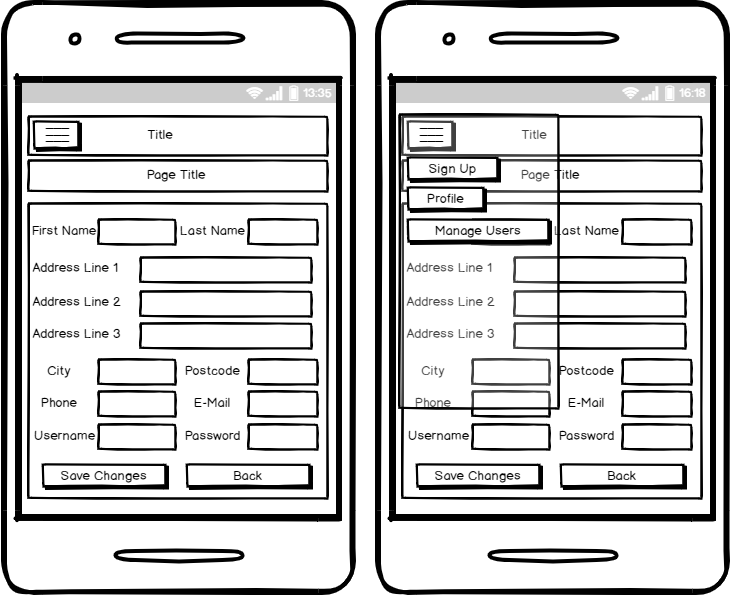 13:35
Title
Page Title
First Name Last Name
Address Line 1
Address Line 2
Address Line 3
City Postcode
Phone E-Mail
Username Password
Save Changes Back
16:18
Title
Sign Up
Page Title
Profile
Manage Users Last Name
Address Line 1
Address Line 2
Address Line 3
City Postcode
Phone E-Mail
Username Password
Save Changes Back